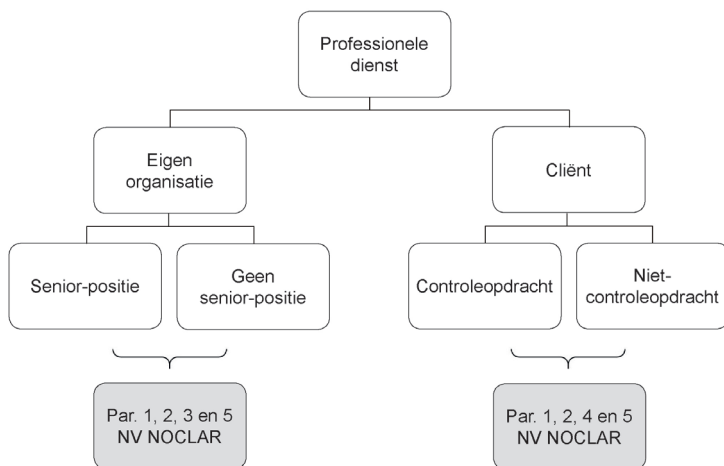 Professionele
dienst
Eigen
organisatie
Cliënt
Senior-positie
Geen
senior-positie
Controleopdracht
Niet-
controleopdracht
Par. 1, 2, 3 en 5
NV NOCLAR
Par. 1, 2, 4 en 5
NV NOCLAR